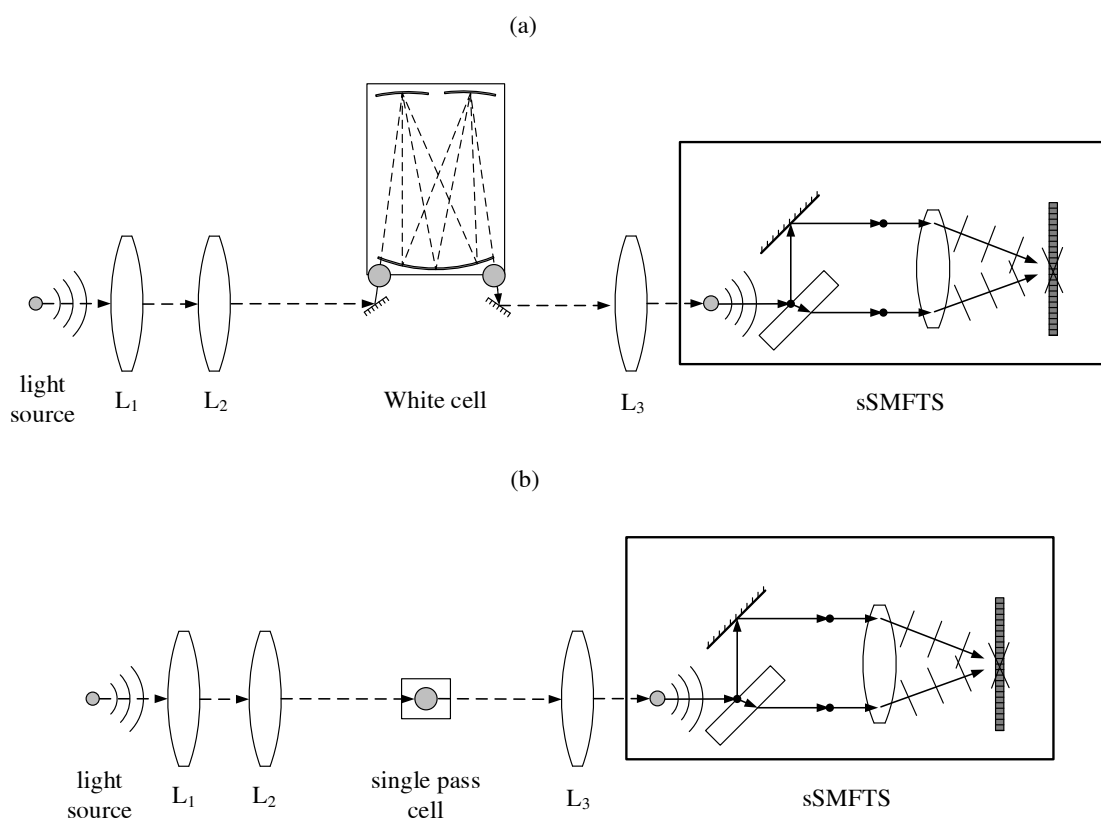 (a)
light
source
L₁
L₂
White cell
L₃
sSMFTS
(b)
light
source
L₁
L₂
single pass
cell
L₃
sSMFTS